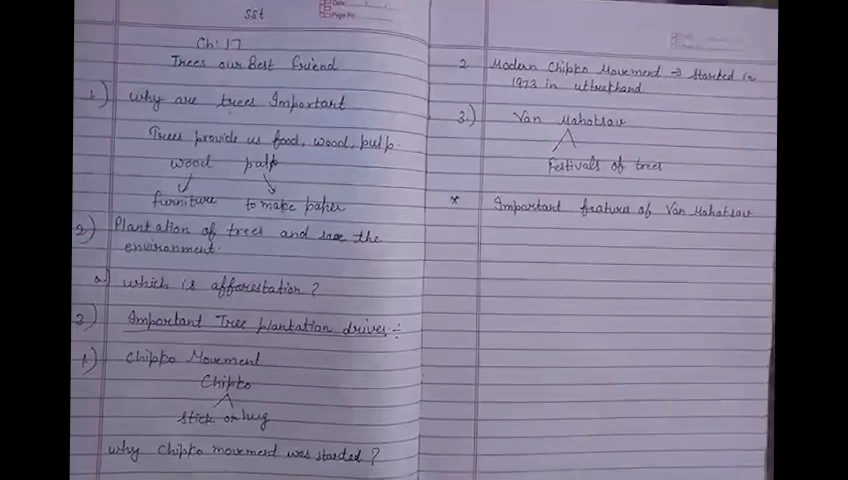 SSt
Ch: 17
Trees our Best friend
1.) why are trees Important
Trees provide us food, wood, pulp.
wood pulp
furniture to make paper
2.) Plantation of trees and save the
environment.
Q.) which is afforestation?
3.) Important Tree plantation drives:-
1.) Chipko Movement
Chipko
stick or hug
why chipko movement was started?
2. Modern Chipko Movement → Started in
1973 in uttrakhand
3.) Van Mahotsav
Festivals of trees
* Important features of Van Mahotsav